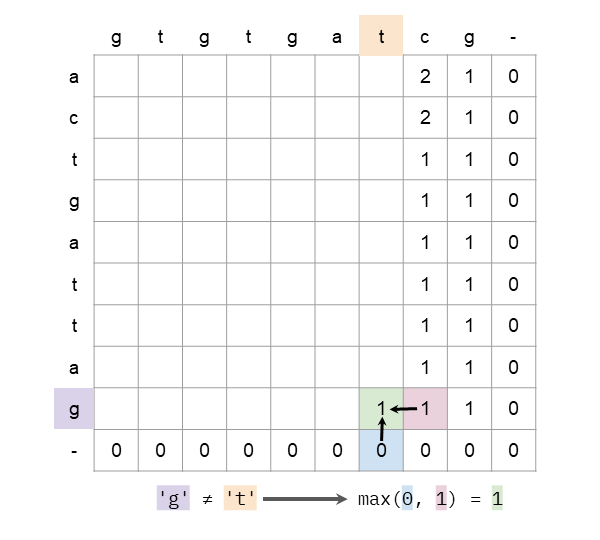 g t g t g a t c g -
a 2 1 0
c 2 1 0
t 1 1 0
g 1 1 0
a 1 1 0
t 1 1 0
t 1 1 0
a 1 1 0
g 1 1 1 0
- 0 0 0 0 0 0 0 0 0 0
'g' ≠ 't' max(0, 1) = 1